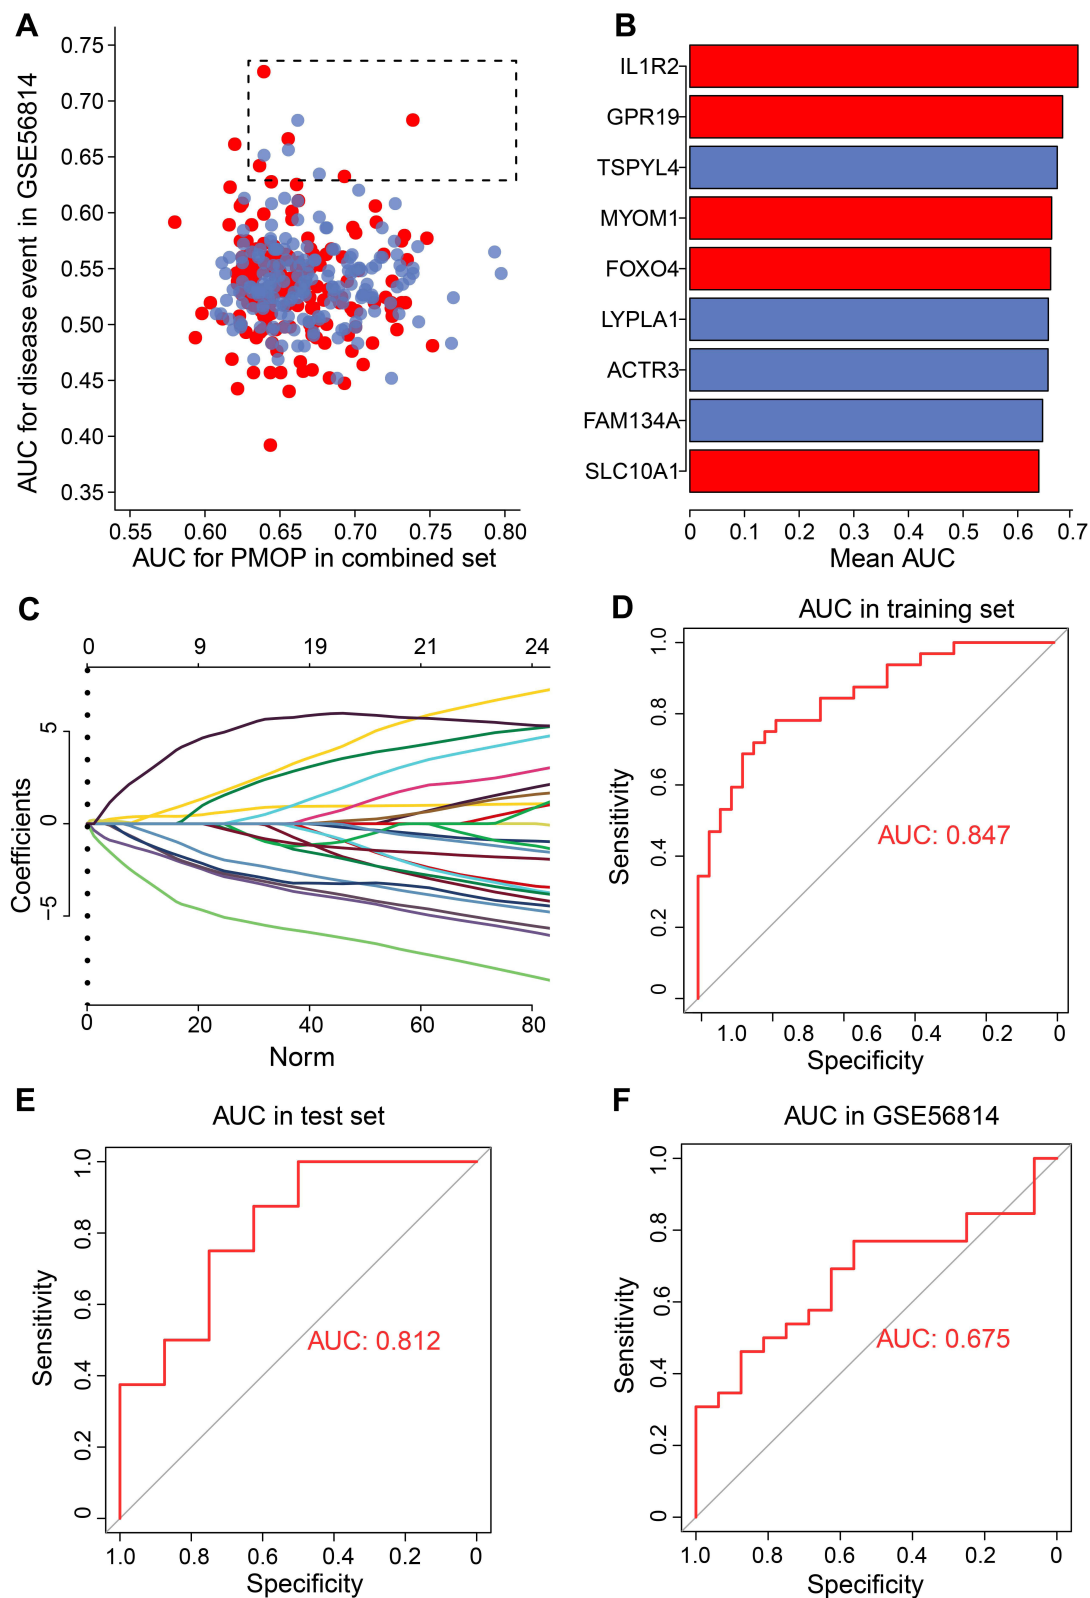 A
AUC for disease event in GSE56814
0.75
0.70
0.65
0.60
0.55
0.50
0.45
0.40
0.35
0.55 0.60 0.65 0.70 0.75 0.80
AUC for PMOP in combined set
B
IL1R2
GPR19
TSPYL4
MYOM1
FOXO4
LYPLA1
ACTR3
FAM134A
SLC10A1
0 0.1 0.2 0.3 0.4 0.5 0.6 0.7
Mean AUC
C
0 9 19 21 24
Coefficients
5
0
−5
0 20 40 60 80
Norm
D
AUC in training set
Sensitivity
1.0
0.8
0.6
0.4
0.2
0
AUC: 0.847
1.0 0.8 0.6 0.4 0.2 0
Specificity
E
AUC in test set
Sensitivity
1.0
0.8
0.6
0.4
0.2
0
AUC: 0.812
1.0 0.8 0.6 0.4 0.2 0
Specificity
F
AUC in GSE56814
Sensitivity
1.0
0.8
0.6
0.4
0.2
0
AUC: 0.675
1.0 0.8 0.6 0.4 0.2 0
Specificity